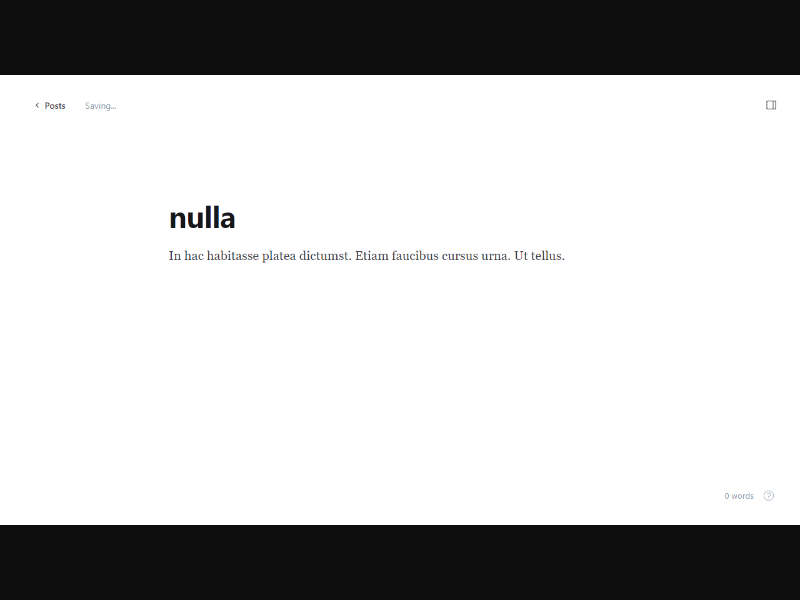 Posts
Saving...
nulla
In hac habitasse platea dictumst. Etiam faucibus cursus urna. Ut tellus.
0 words
?